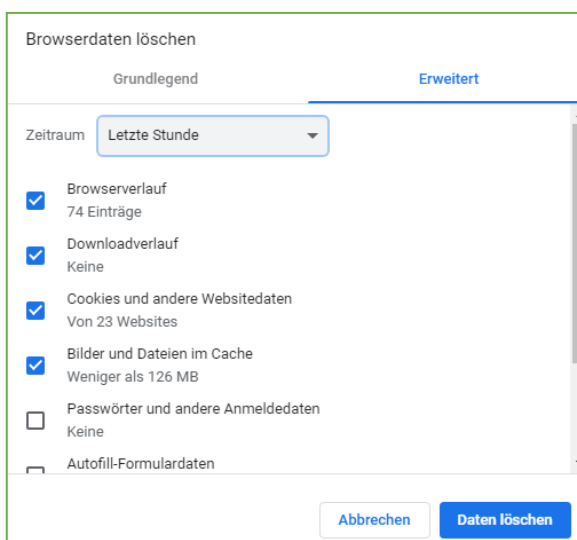 Browserdaten löschen
Grundlegend Erweitert
Zeitraum Letzte Stunde
Browserverlauf
74 Einträge
Downloadverlauf
Keine
Cookies und andere Websitedaten
Von 23 Websites
Bilder und Dateien im Cache
Weniger als 126 MB
Passwörter und andere Anmeldedaten
Keine
Autofill-Formulardaten
Abbrechen Daten löschen